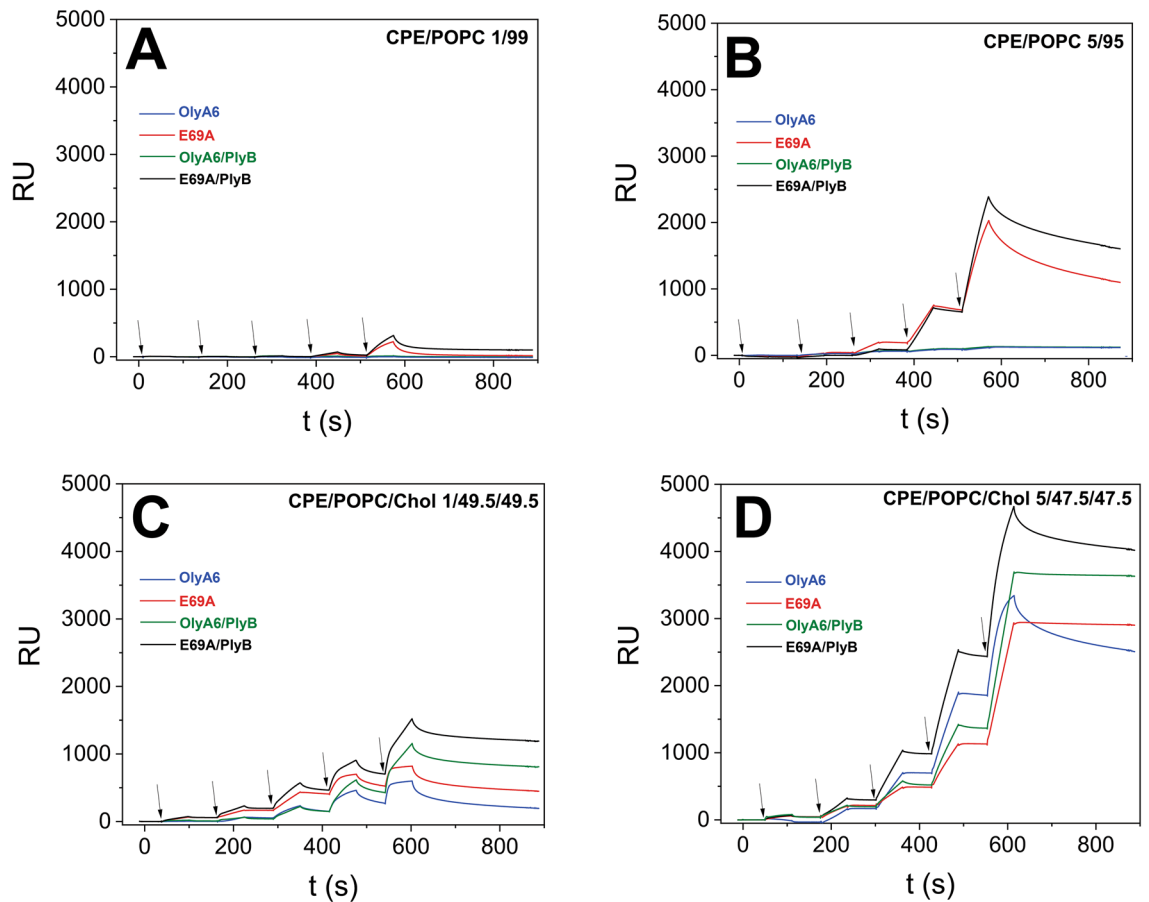 A
CPE/POPC 1/99
5000
4000
3000
2000
1000
0
RU
OlyA6
E69A
OlyA6/PlyB
E69A/PlyB
0 200 400 600 800
t (s)
B
CPE/POPC 5/95
5000
4000
3000
2000
1000
0
RU
OlyA6
E69A
OlyA6/PlyB
E69A/PlyB
0 200 400 600 800
t (s)
C
CPE/POPC/Chol 1/49.5/49.5
5000
4000
3000
2000
1000
0
RU
OlyA6
E69A
OlyA6/PlyB
E69A/PlyB
0 200 400 600 800
t (s)
D
CPE/POPC/Chol 5/47.5/47.5
5000
4000
3000
2000
1000
0
RU
OlyA6
E69A
OlyA6/PlyB
E69A/PlyB
0 200 400 600 800
t (s)